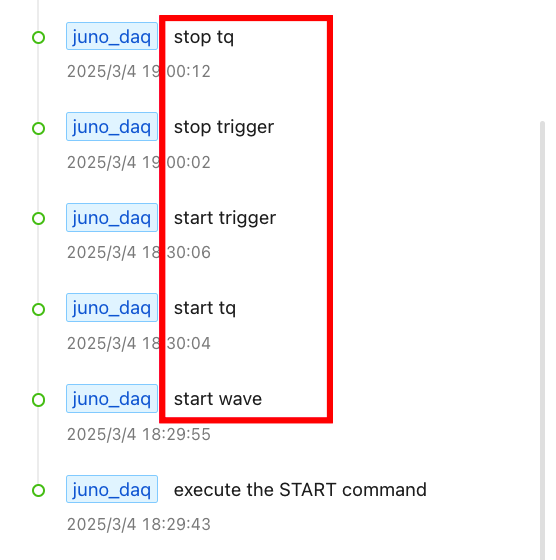 juno_daq stop tq
2025/3/4 19:00:12
juno_daq stop trigger
2025/3/4 19:00:02
juno_daq start trigger
2025/3/4 18:30:06
juno_daq start tq
2025/3/4 18:30:04
juno_daq start wave
2025/3/4 18:29:55
juno_daq execute the START command
2025/3/4 18:29:43